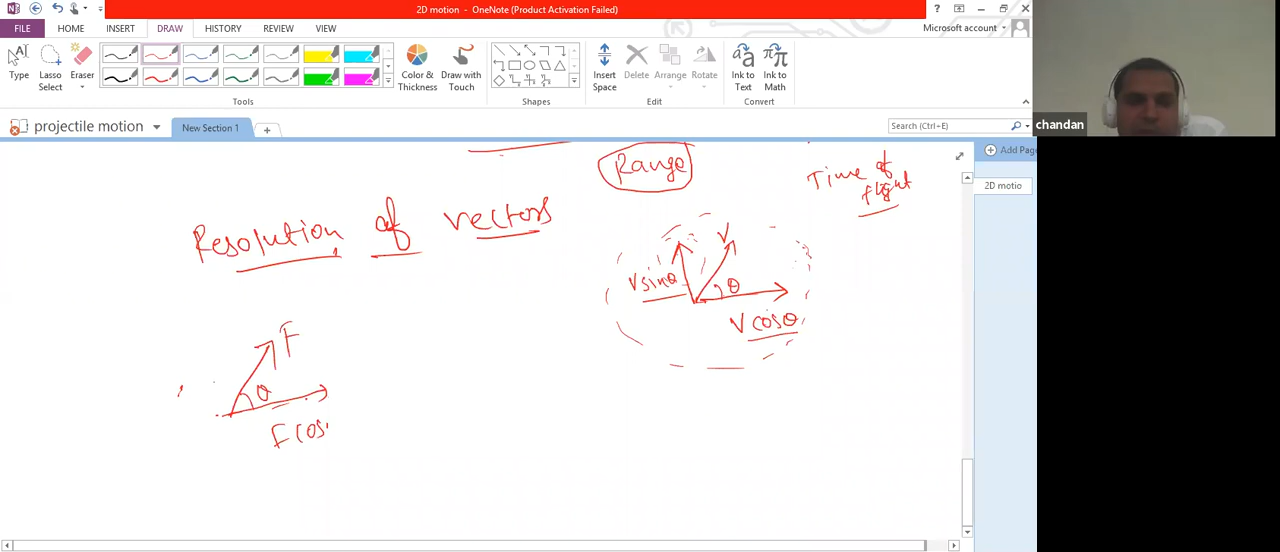 2D motion - OneNote (Product Activation Failed)
FILE HOME INSERT DRAW HISTORY REVIEW VIEW
Microsoft account
Type Lasso Select Eraser Color & Thickness Draw with Touch Insert Space Delete Arrange Rotate Ink to Text Ink to Math
Tools Shapes Edit Convert
projectile motion New Section 1 Search (Ctrl+E)
chandan
Add Page
2D motio
Range
Time of
flight
Resolution of vectors
V
V sinθ
θ
V cosθ
F
θ
F cos